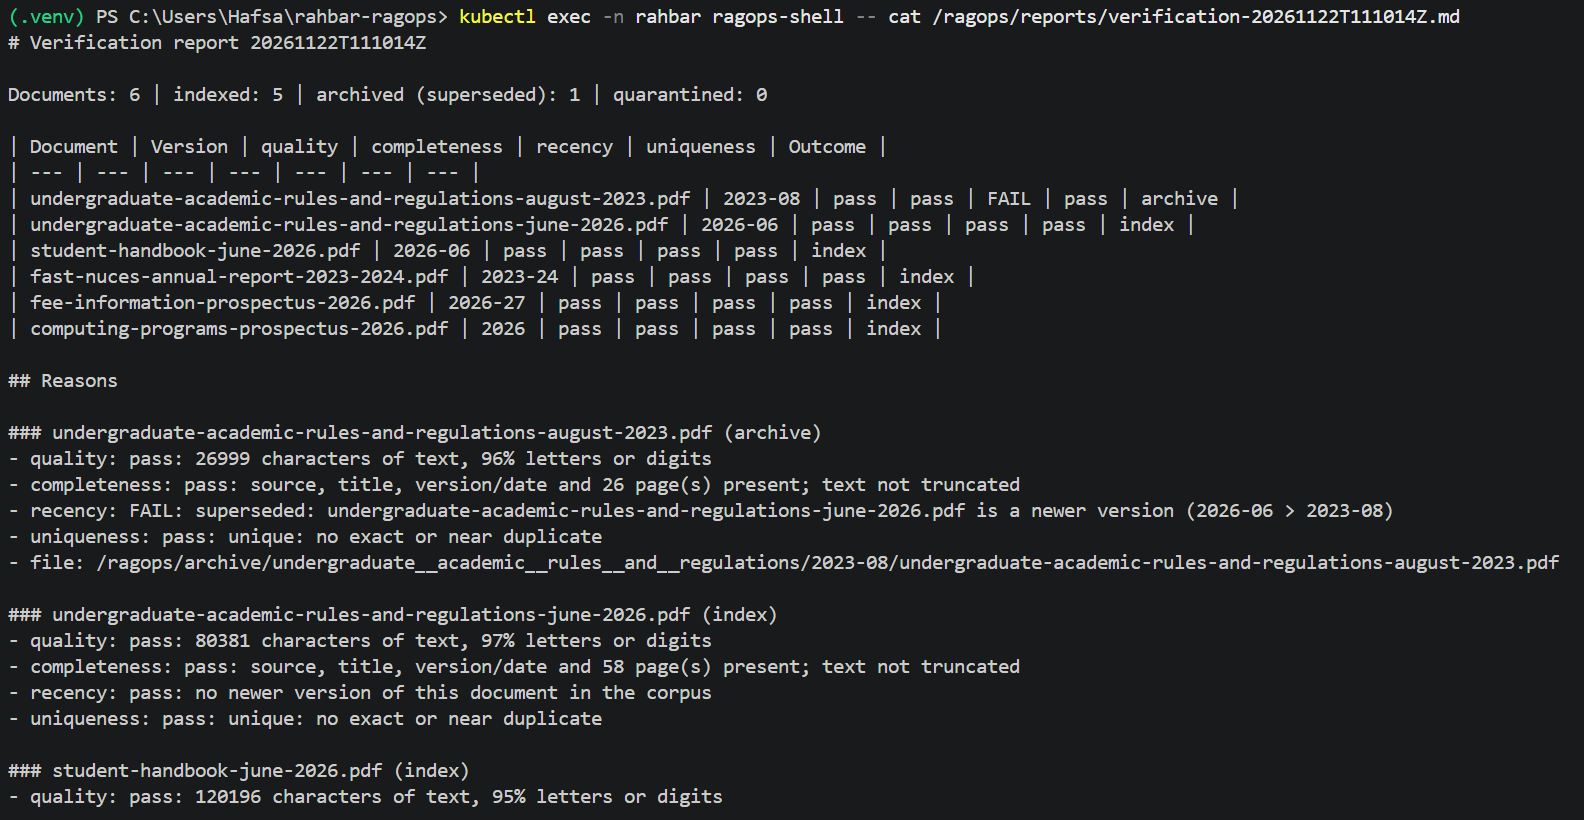 (.venv) PS C:\Users\Hafsa\rahbar-ragops> kubectl exec -n rahbar ragops-shell -- cat /ragops/reports/verification-20261122T111014Z.md
# Verification report 20261122T111014Z
Documents: 6 | indexed: 5 | archived (superseded): 1 | quarantined: 0
| Document | Version | quality | completeness | recency | uniqueness | Outcome |
| --- | --- | --- | --- | --- | --- | --- |
| undergraduate-academic-rules-and-regulations-august-2023.pdf | 2023-08 | pass | pass | FAIL | pass | archive |
| undergraduate-academic-rules-and-regulations-june-2026.pdf | 2026-06 | pass | pass | pass | pass | index |
| student-handbook-june-2026.pdf | 2026-06 | pass | pass | pass | pass | index |
| fast-nuces-annual-report-2023-2024.pdf | 2023-24 | pass | pass | pass | pass | index |
| fee-information-prospectus-2026.pdf | 2026-27 | pass | pass | pass | pass | index |
| computing-programs-prospectus-2026.pdf | 2026 | pass | pass | pass | pass | index |
## Reasons
### undergraduate-academic-rules-and-regulations-august-2023.pdf (archive)
- quality: pass: 26999 characters of text, 96% letters or digits
- completeness: pass: source, title, version/date and 26 page(s) present; text not truncated
- recency: FAIL: superseded: undergraduate-academic-rules-and-regulations-june-2026.pdf is a newer version (2026-06 > 2023-08)
- uniqueness: pass: unique: no exact or near duplicate
- file: /ragops/archive/undergraduate__academic__rules__and__regulations/2023-08/undergraduate-academic-rules-and-regulations-august-2023.pdf
### undergraduate-academic-rules-and-regulations-june-2026.pdf (index)
- quality: pass: 80381 characters of text, 97% letters or digits
- completeness: pass: source, title, version/date and 58 page(s) present; text not truncated
- recency: pass: no newer version of this document in the corpus
- uniqueness: pass: unique: no exact or near duplicate
### student-handbook-june-2026.pdf (index)
- quality: pass: 120196 characters of text, 95% letters or digits